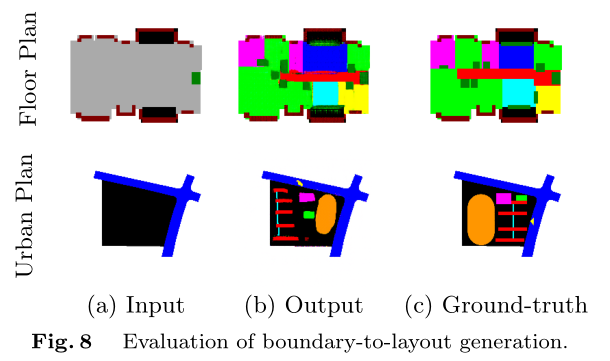 Floor Plan
Urban Plan
(a) Input (b) Output (c) Ground-truth
Fig. 8 Evaluation of boundary-to-layout generation.